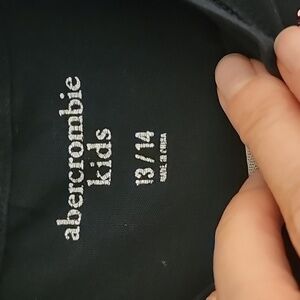 abercrombie
kids
13/14
MADE IN CHINA